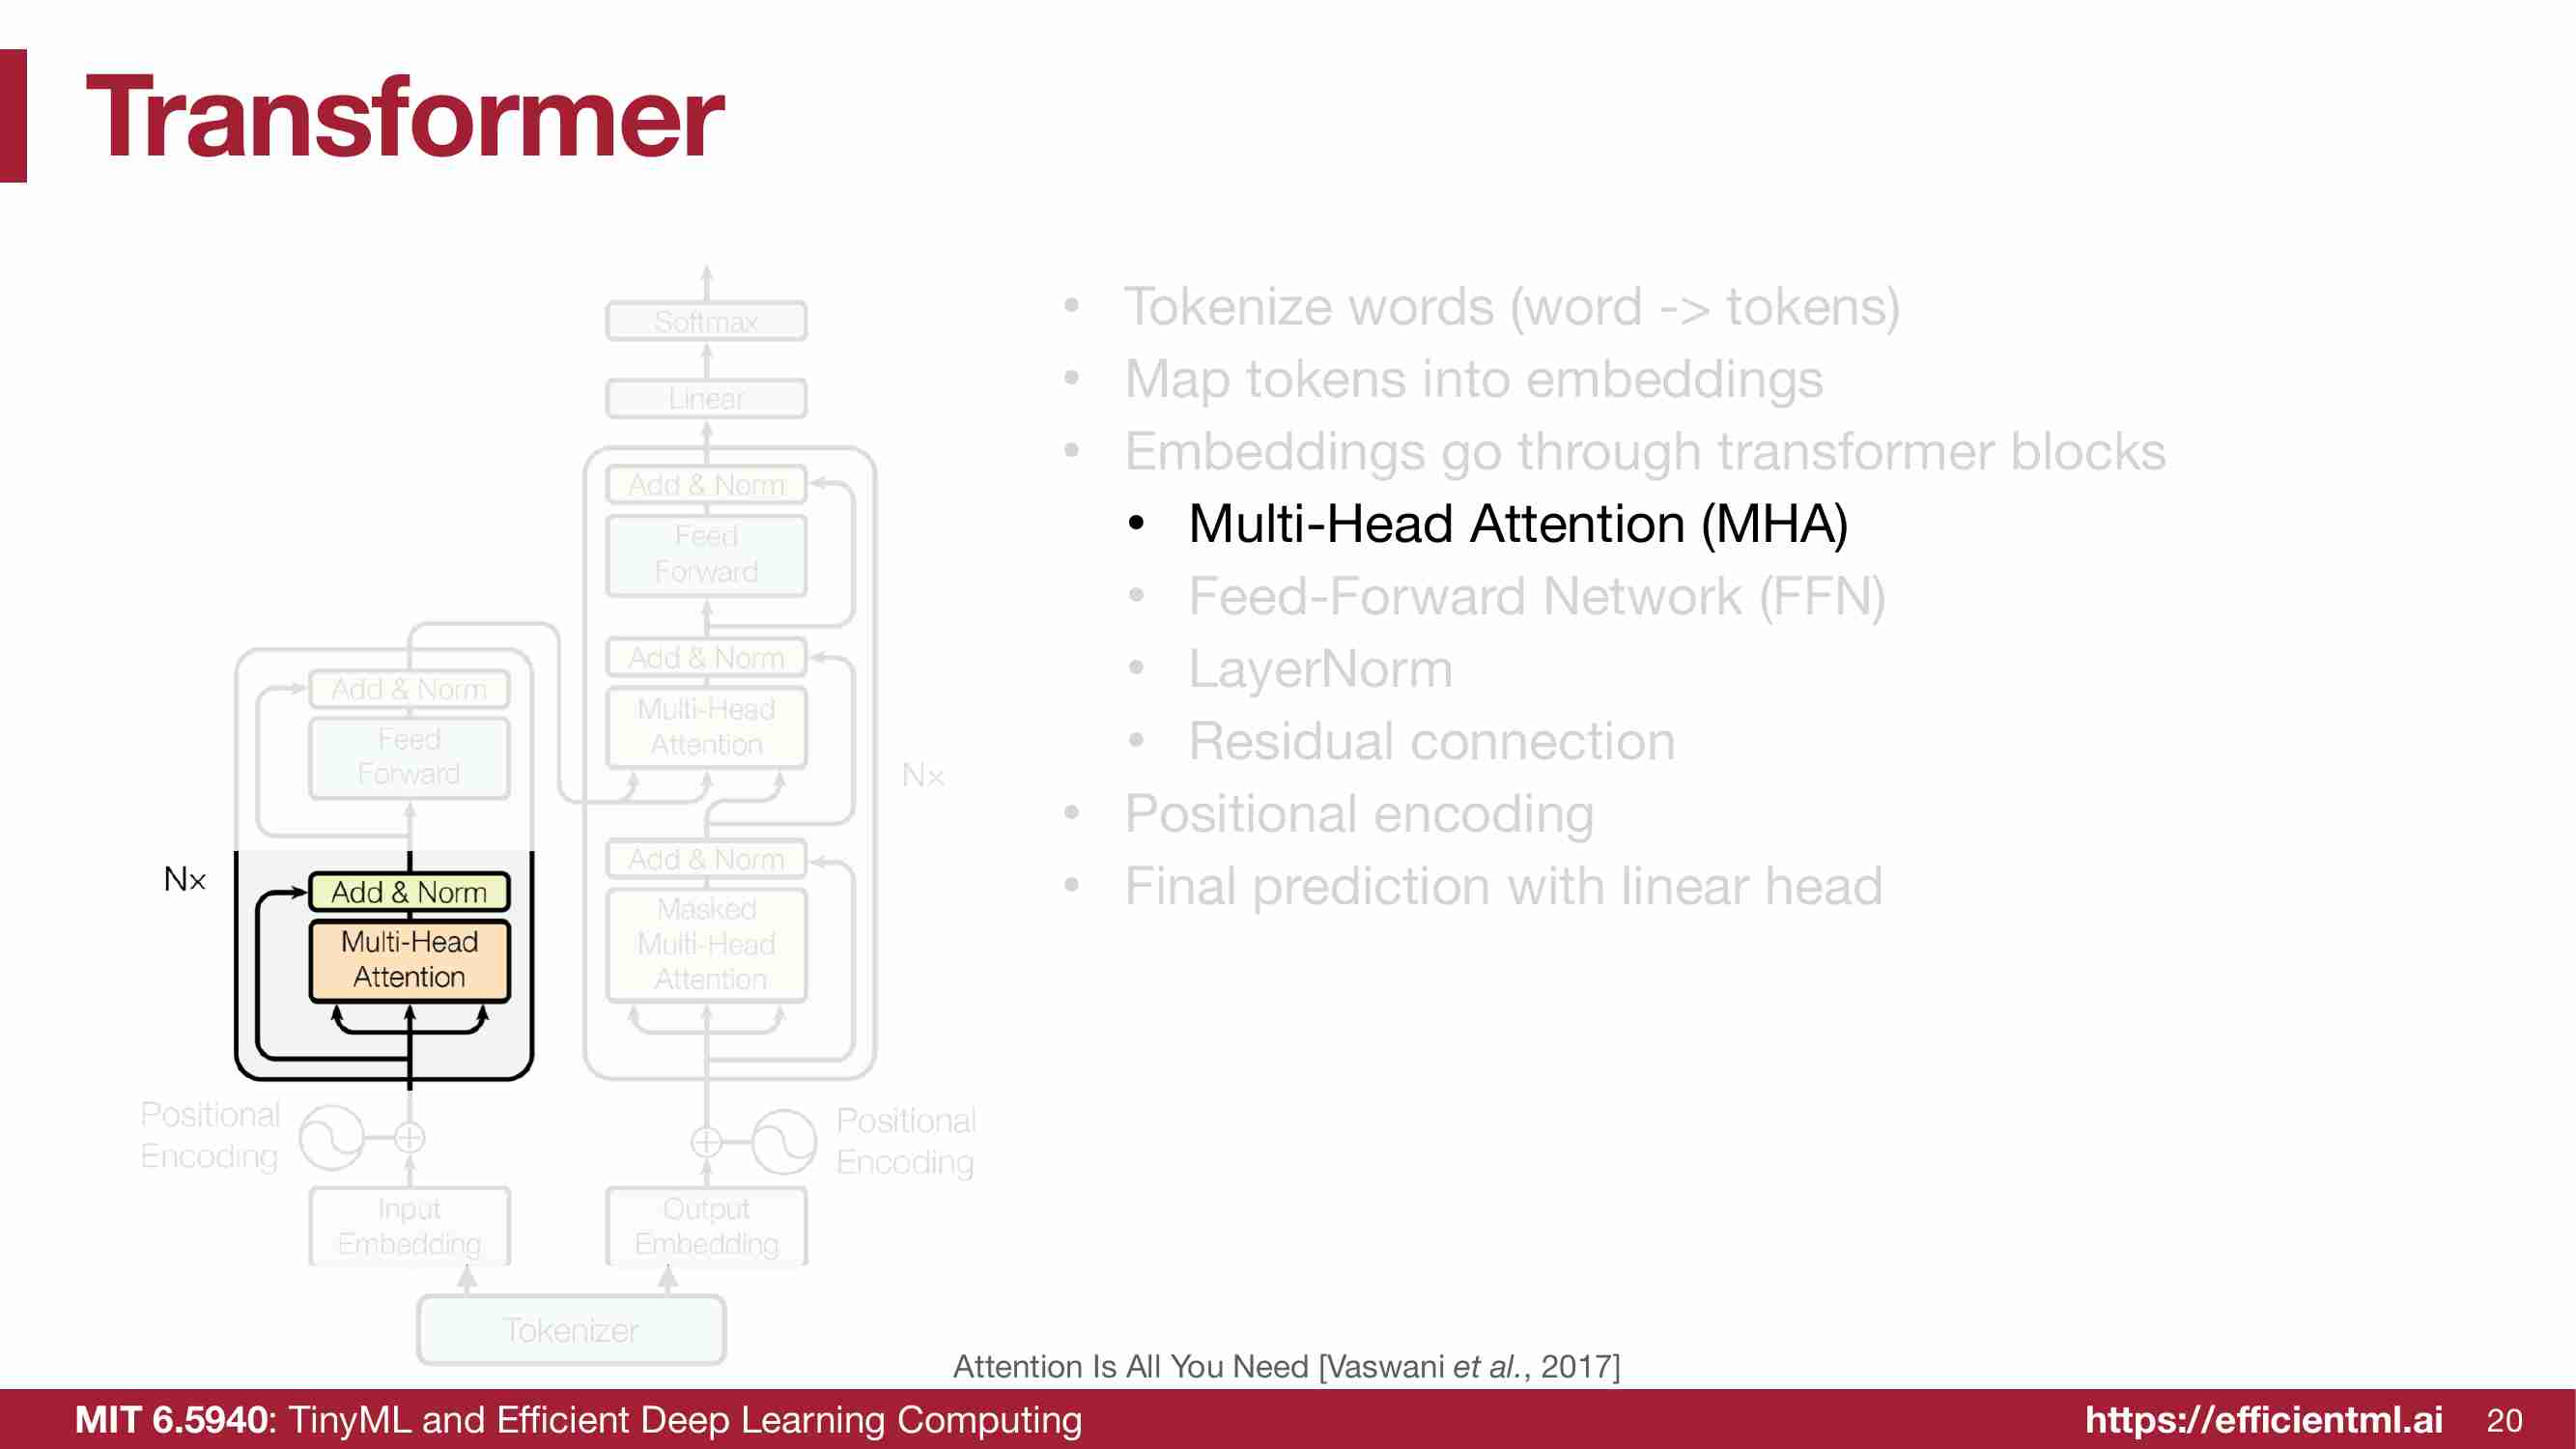 Transformer
Softmax
Linear
Add & Norm
Feed
Forward
Add & Norm
Multi-Head
Attention
Nx
Add & Norm
Masked
Multi-Head
Attention
Add & Norm
Feed
Forward
Nx
Add & Norm
Multi-Head
Attention
Positional
Encoding
Positional
Encoding
Input
Embedding
Output
Embedding
Tokenizer
• Tokenize words (word -> tokens)
• Map tokens into embeddings
• Embeddings go through transformer blocks
• Multi-Head Attention (MHA)
• Feed-Forward Network (FFN)
• LayerNorm
• Residual connection
• Positional encoding
• Final prediction with linear head
Attention Is All You Need [Vaswani et al., 2017]
MIT 6.5940: TinyML and Efficient Deep Learning Computing
https://efficientml.ai 20